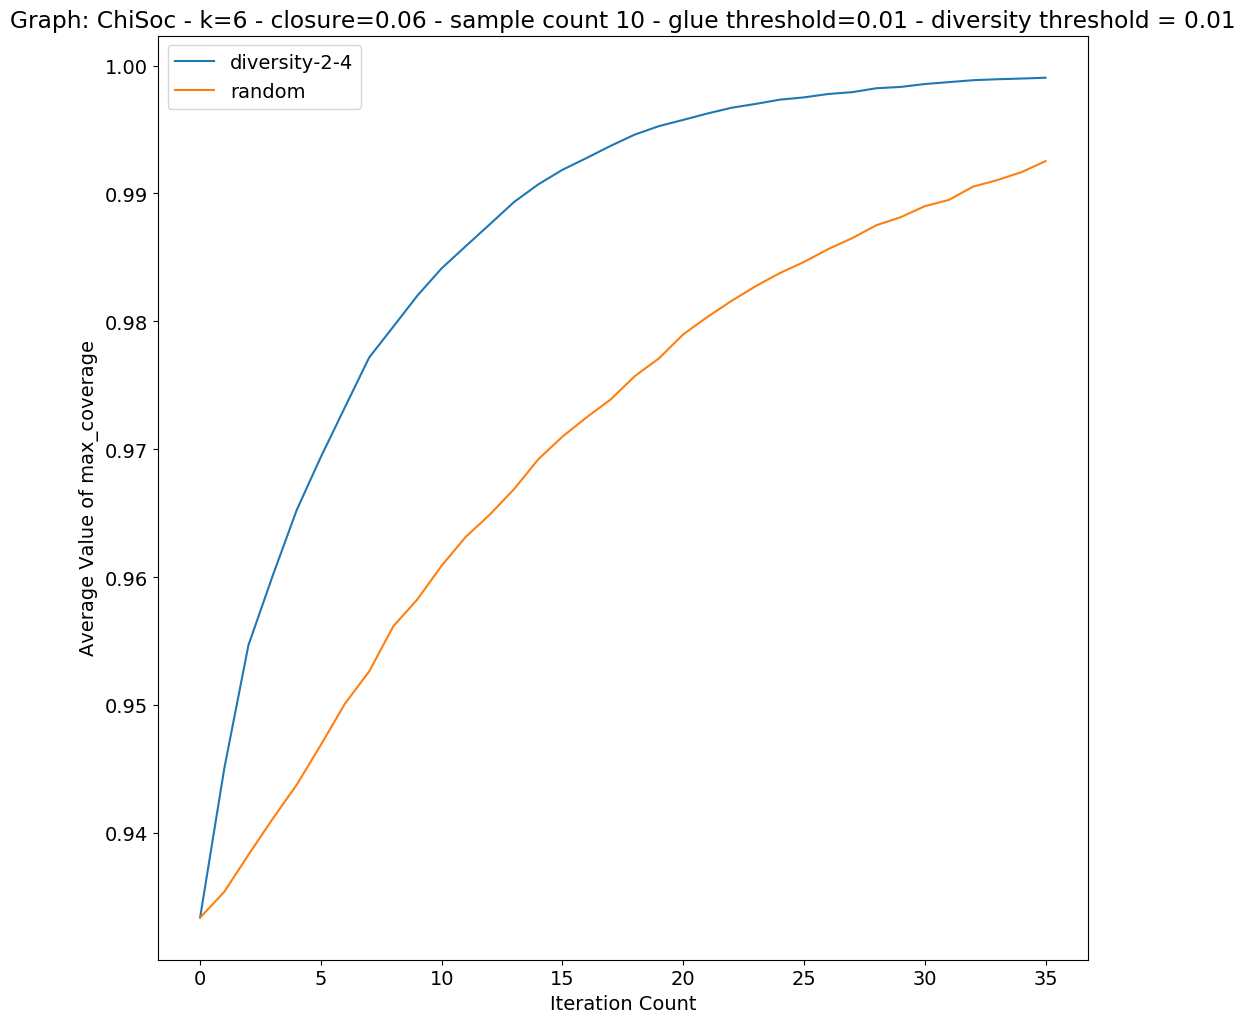 Graph: ChiSoc - k=6 - closure=0.06 - sample count 10 - glue threshold=0.01 - diversity threshold = 0.01
diversity-2-4
random
1.00
0.99
0.98
0.97
0.96
0.95
0.94
Average Value of max_coverage
0 5 10 15 20 25 30 35
Iteration Count